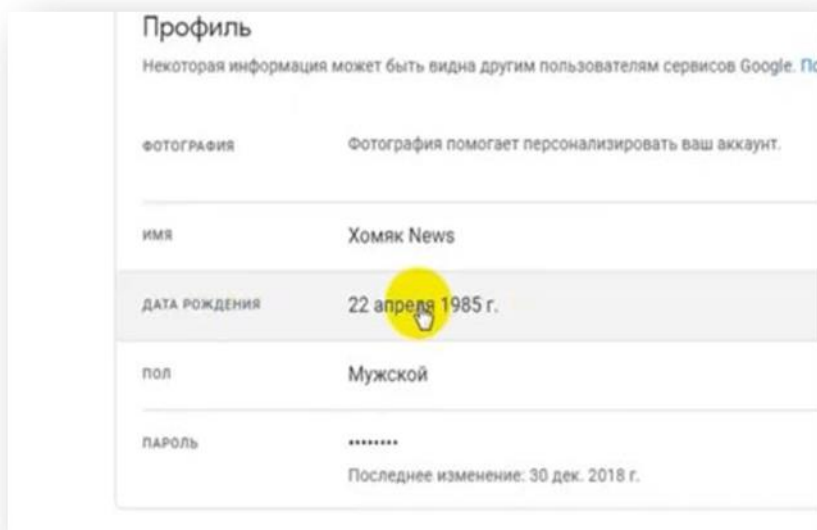 Профиль
Некоторая информация может быть видна другим пользователям сервисов Google. По
ФОТОГРАФИЯ Фотография помогает персонализировать ваш аккаунт.
ИМЯ Хомяк News
ДАТА РОЖДЕНИЯ 22 апреля 1985 г.
ПОЛ Мужской
ПАРОЛЬ ••••••••
Последнее изменение: 30 дек. 2018 г.